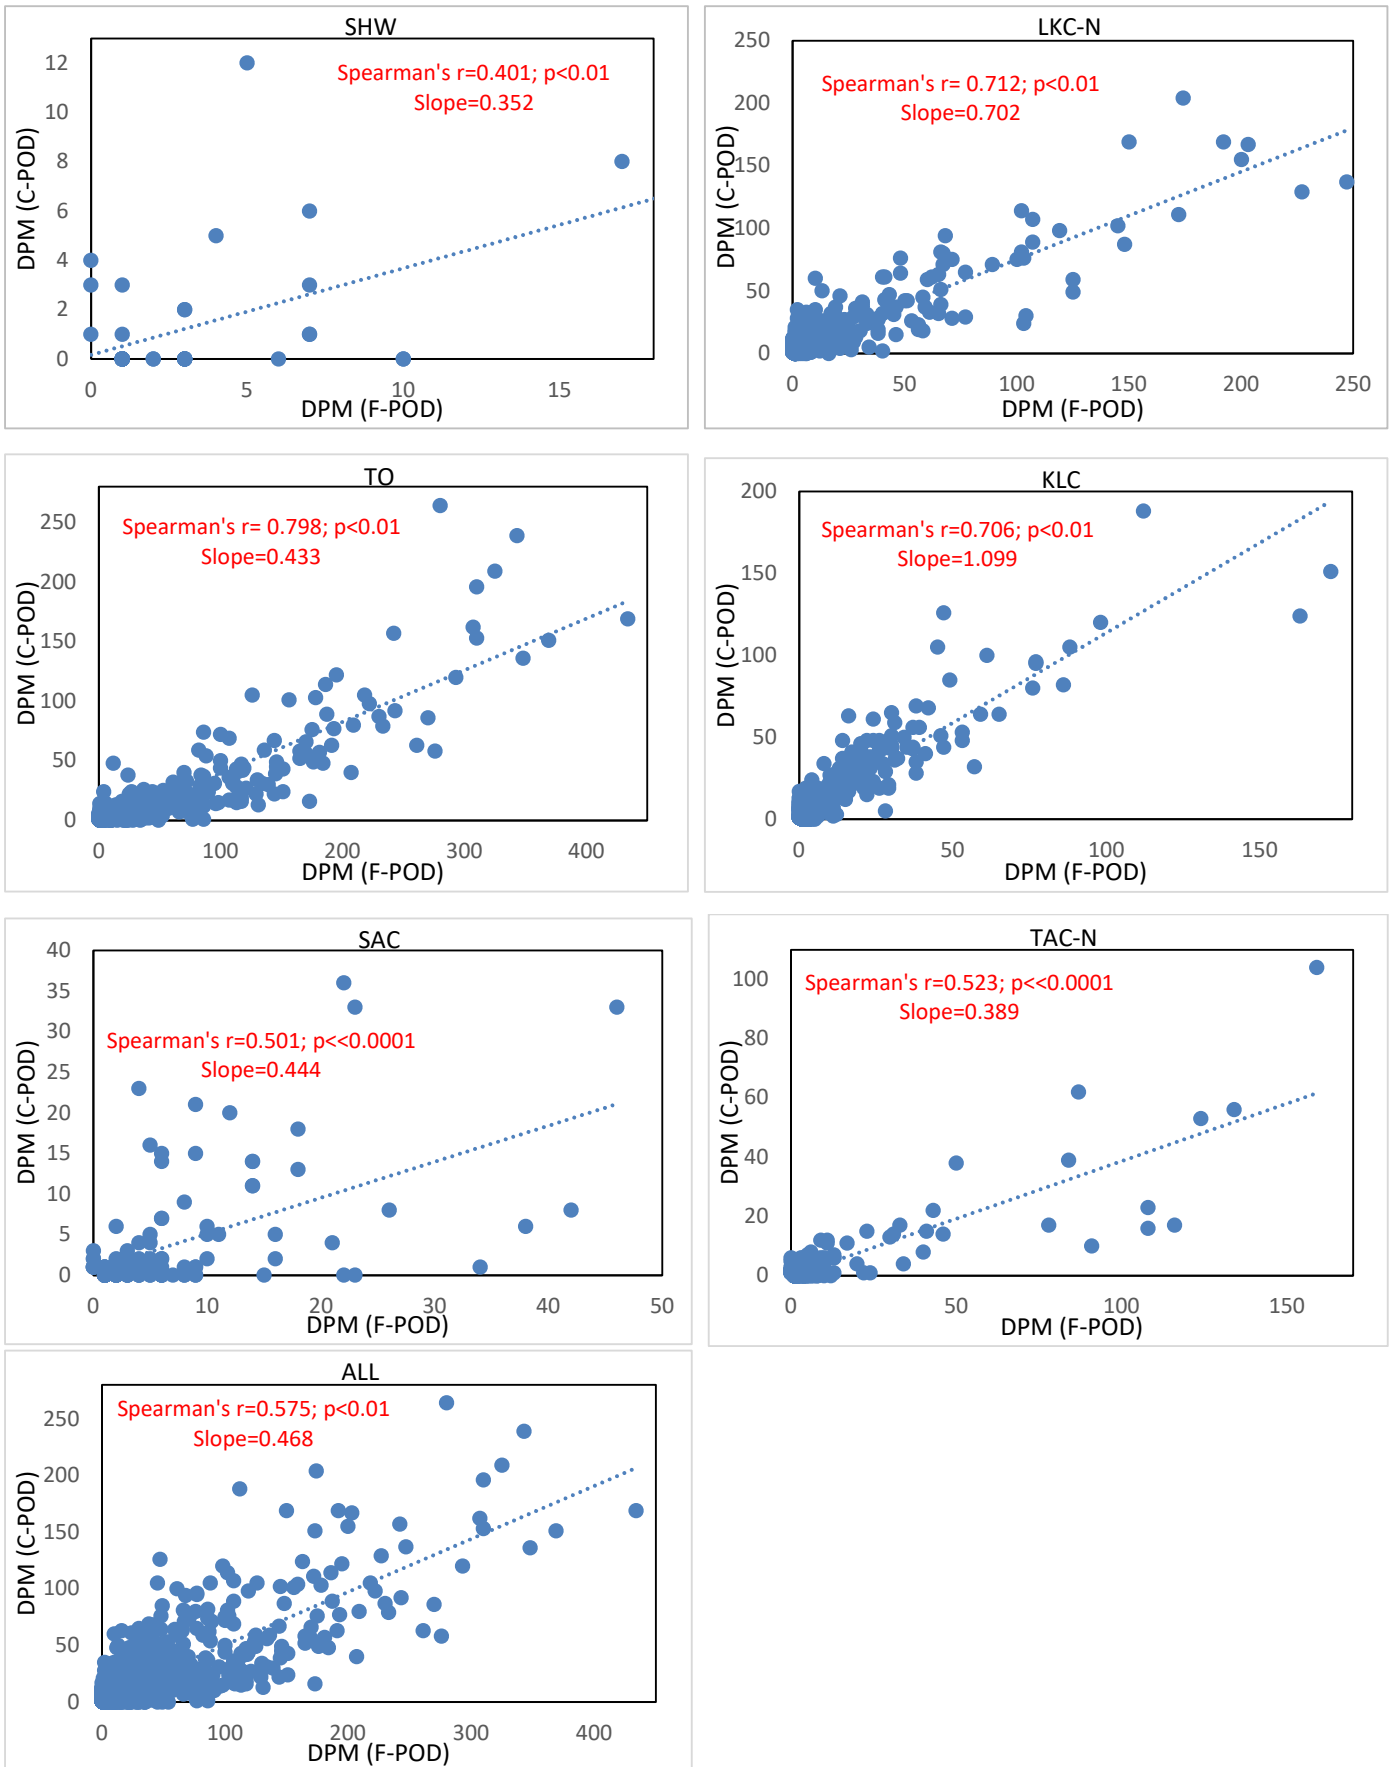 SHW
Spearman's r=0.401; p<0.01
Slope=0.352
DPM (C-POD)
12
10
8
6
4
2
0
0 5 10 15
DPM (F-POD)
LKC-N
Spearman's r= 0.712; p<0.01
Slope=0.702
DPM (C-POD)
250
200
150
100
50
0
0 50 100 150 200 250
DPM (F-POD)
TO
Spearman's r= 0.798; p<0.01
Slope=0.433
DPM (C-POD)
250
200
150
100
50
0
0 100 200 300 400
DPM (F-POD)
KLC
Spearman's r=0.706; p<0.01
Slope=1.099
DPM (C-POD)
200
150
100
50
0
0 50 100 150
DPM (F-POD)
SAC
Spearman's r=0.501; p<<0.0001
Slope=0.444
DPM (C-POD)
40
35
30
25
20
15
10
5
0
0 10 20 30 40 50
DPM (F-POD)
TAC-N
Spearman's r=0.523; p<<0.0001
Slope=0.389
DPM (C-POD)
100
80
60
40
20
0
0 50 100 150
DPM (F-POD)
ALL
Spearman's r=0.575; p<0.01
Slope=0.468
DPM (C-POD)
250
200
150
100
50
0
0 100 200 300 400
DPM (F-POD)